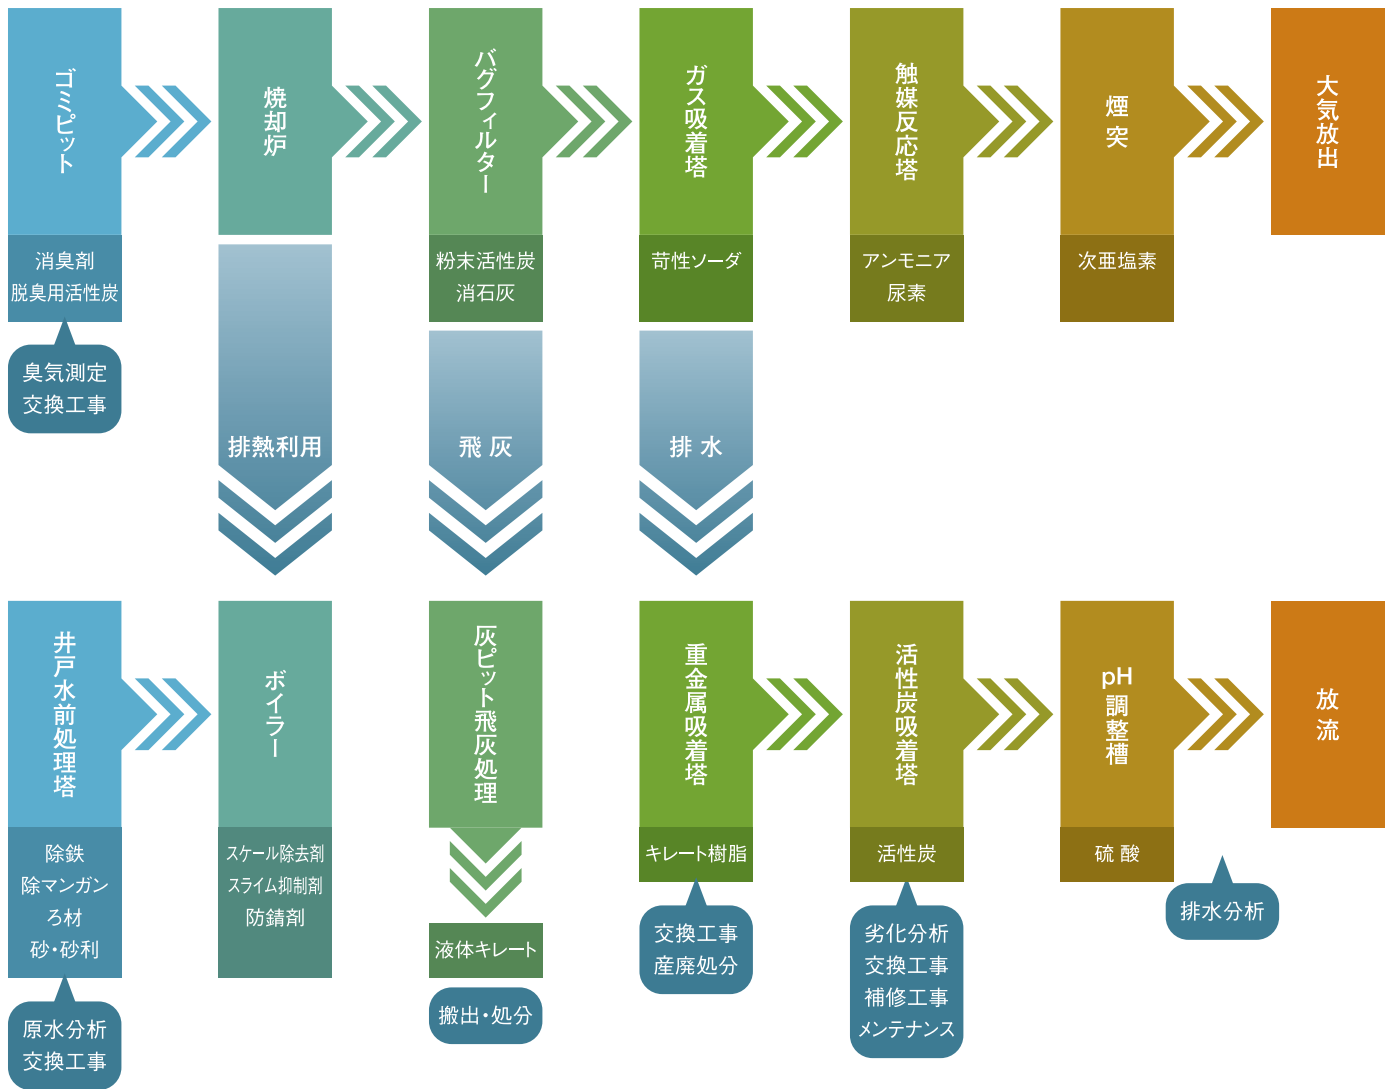 ゴミピット
焼却炉
バグフィルター
ガス吸着塔
触媒反応塔
煙突
大気放出
消臭剤
脱臭用活性炭
粉末活性炭
消石灰
苛性ソーダ
アンモニア
尿素
次亜塩素
臭気測定
交換工事
排熱利用
飛灰
排水
井戸水前処理塔
ボイラー
灰ピット飛灰処理
重金属吸着塔
活性炭吸着塔
pH
調整槽
放流
除鉄
除マンガン
ろ材
砂・砂利
スケール除去剤
スライム抑制剤
防錆剤
液体キレート
キレート樹脂
活性炭
硫酸
原水分析
交換工事
搬出・処分
交換工事
産廃処分
劣化分析
交換工事
補修工事
メンテナンス
排水分析